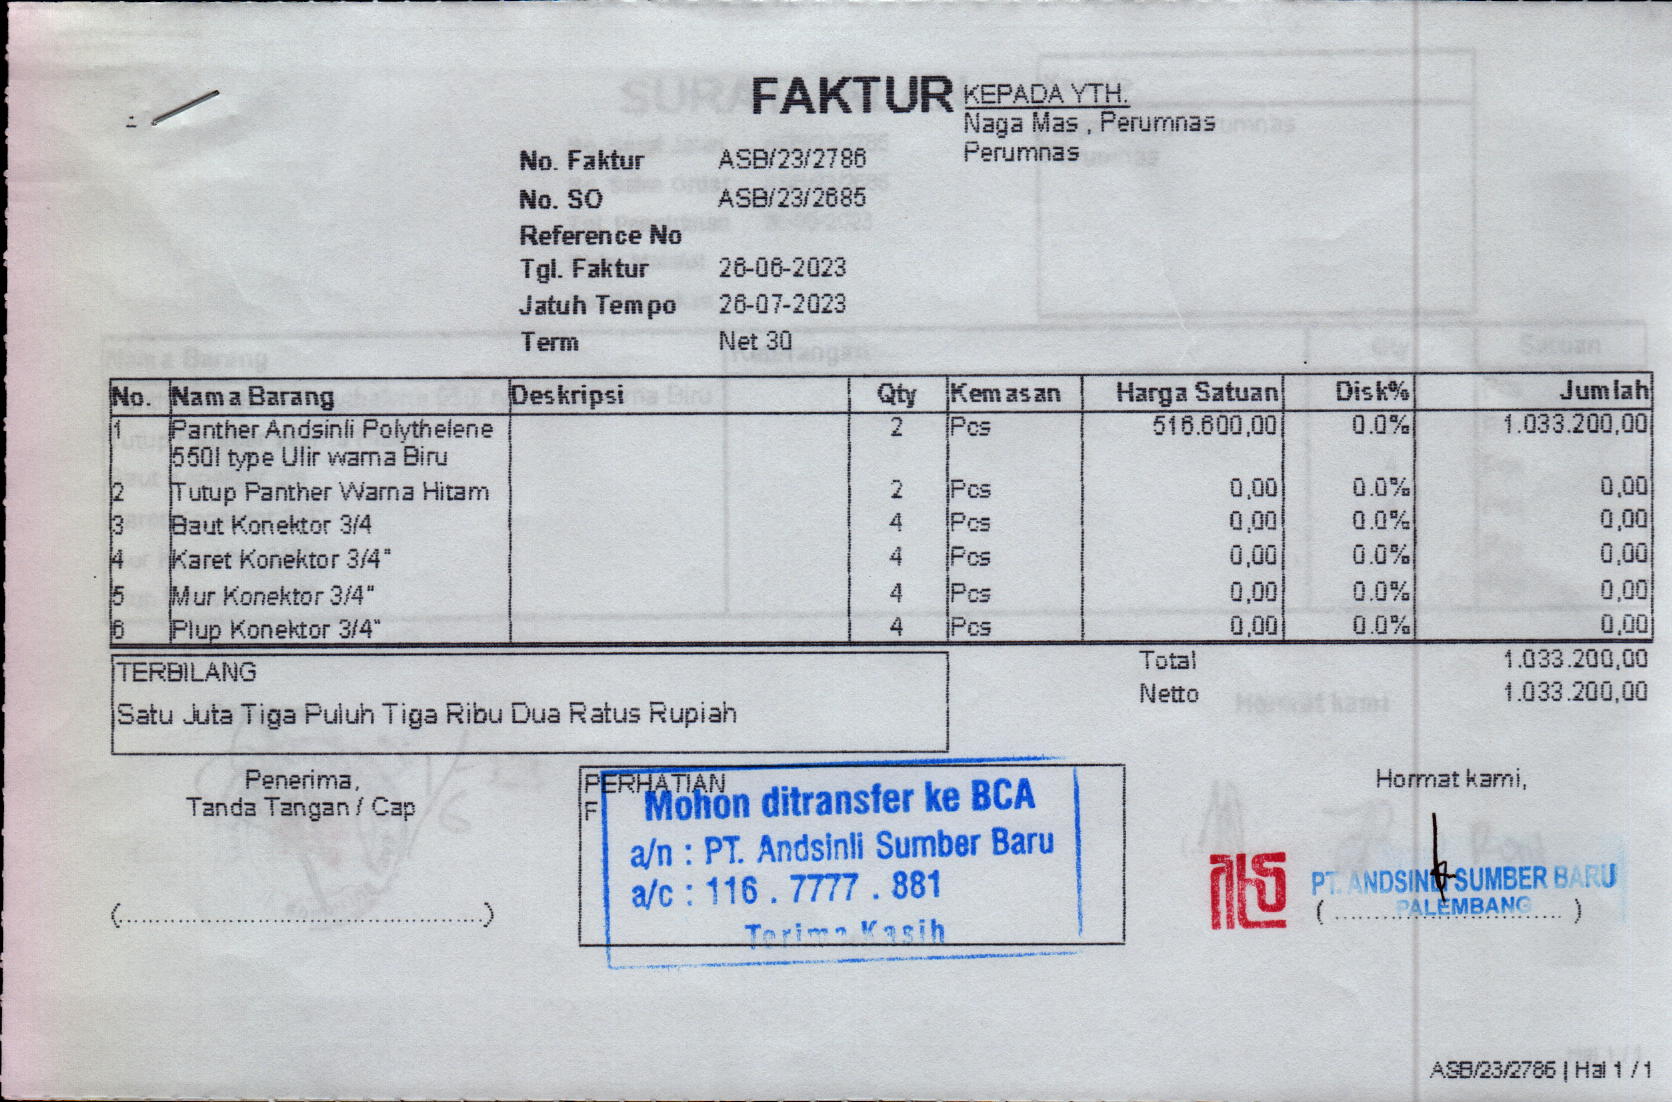 FAKTUR
KEPADA YTH.
Naga Mas , Perumnas
Perumnas
No. Faktur ASB/23/2786
No. SO ASB/23/2685
Reference No
Tgl. Faktur 26-06-2023
Jatuh Tempo 26-07-2023
Term Net 30
No. Nama Barang Deskripsi Qty Kemasan Harga Satuan Disk% Jumlah
1 Panther Andsinli Polythelene 2 Pcs 516.600,00 0.0% 1.033.200,00
550l type Ulir warna Biru
2 Tutup Panther Warna Hitam 2 Pcs 0,00 0.0% 0,00
3 Baut Konektor 3/4 4 Pcs 0,00 0.0% 0,00
4 Karet Konektor 3/4" 4 Pcs 0,00 0.0% 0,00
5 Mur Konektor 3/4" 4 Pcs 0,00 0.0% 0,00
6 Plup Konektor 3/4" 4 Pcs 0,00 0.0% 0,00
Total 1.033.200,00
Netto 1.033.200,00
TERBILANG
Satu Juta Tiga Puluh Tiga Ribu Dua Ratus Rupiah
Penerima,
Tanda Tangan / Cap
(....................................................)
PERHATIAN
F
Mohon ditransfer ke BCA
a/n : PT. Andsinli Sumber Baru
a/c : 116 . 7777 . 881
Terima Kasih
Hormat kami,
PT. ANDSINLI SUMBER BARU
PALEMBANG
( ................................ )
ASB/23/2786 | Hal 1 / 1